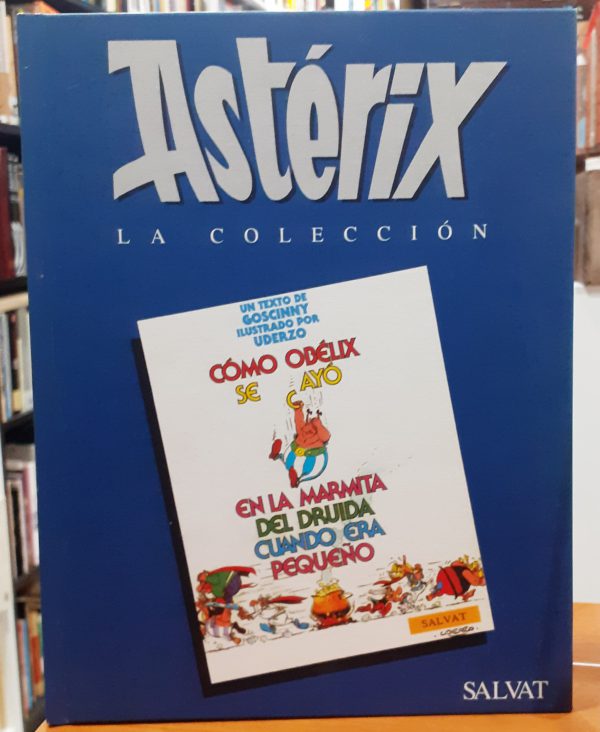 Astérix
LA COLECCIÓN
UN TEXTO DE
GOSCINNY
ILUSTRADO POR
UDERZO
CÓMO OBÉLIX
SE CAYÓ
EN LA MARMITA
DEL DRUIDA
CUANDO ERA
PEQUEÑO
SALVAT
UDERZO
SALVAT